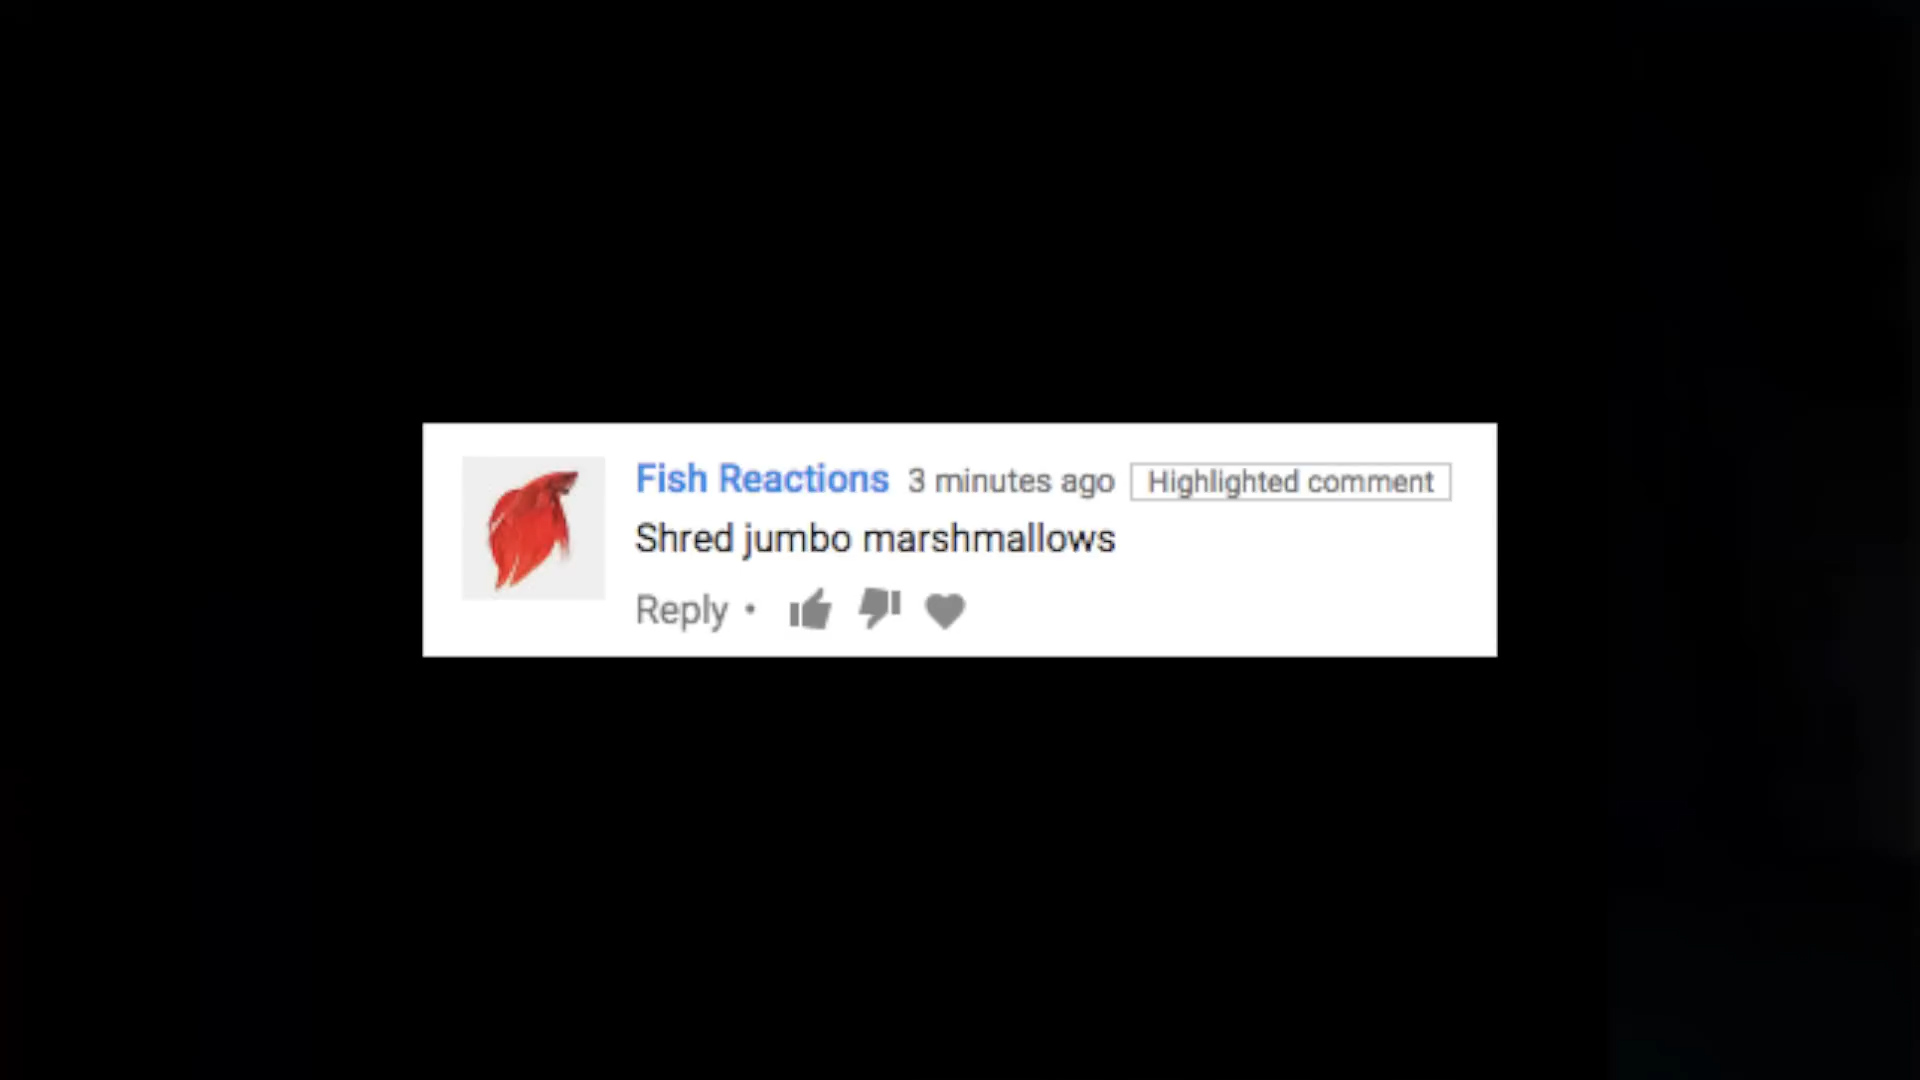 Fish Reactions 3 minutes ago Highlighted comment
Shred jumbo marshmallows
Reply •